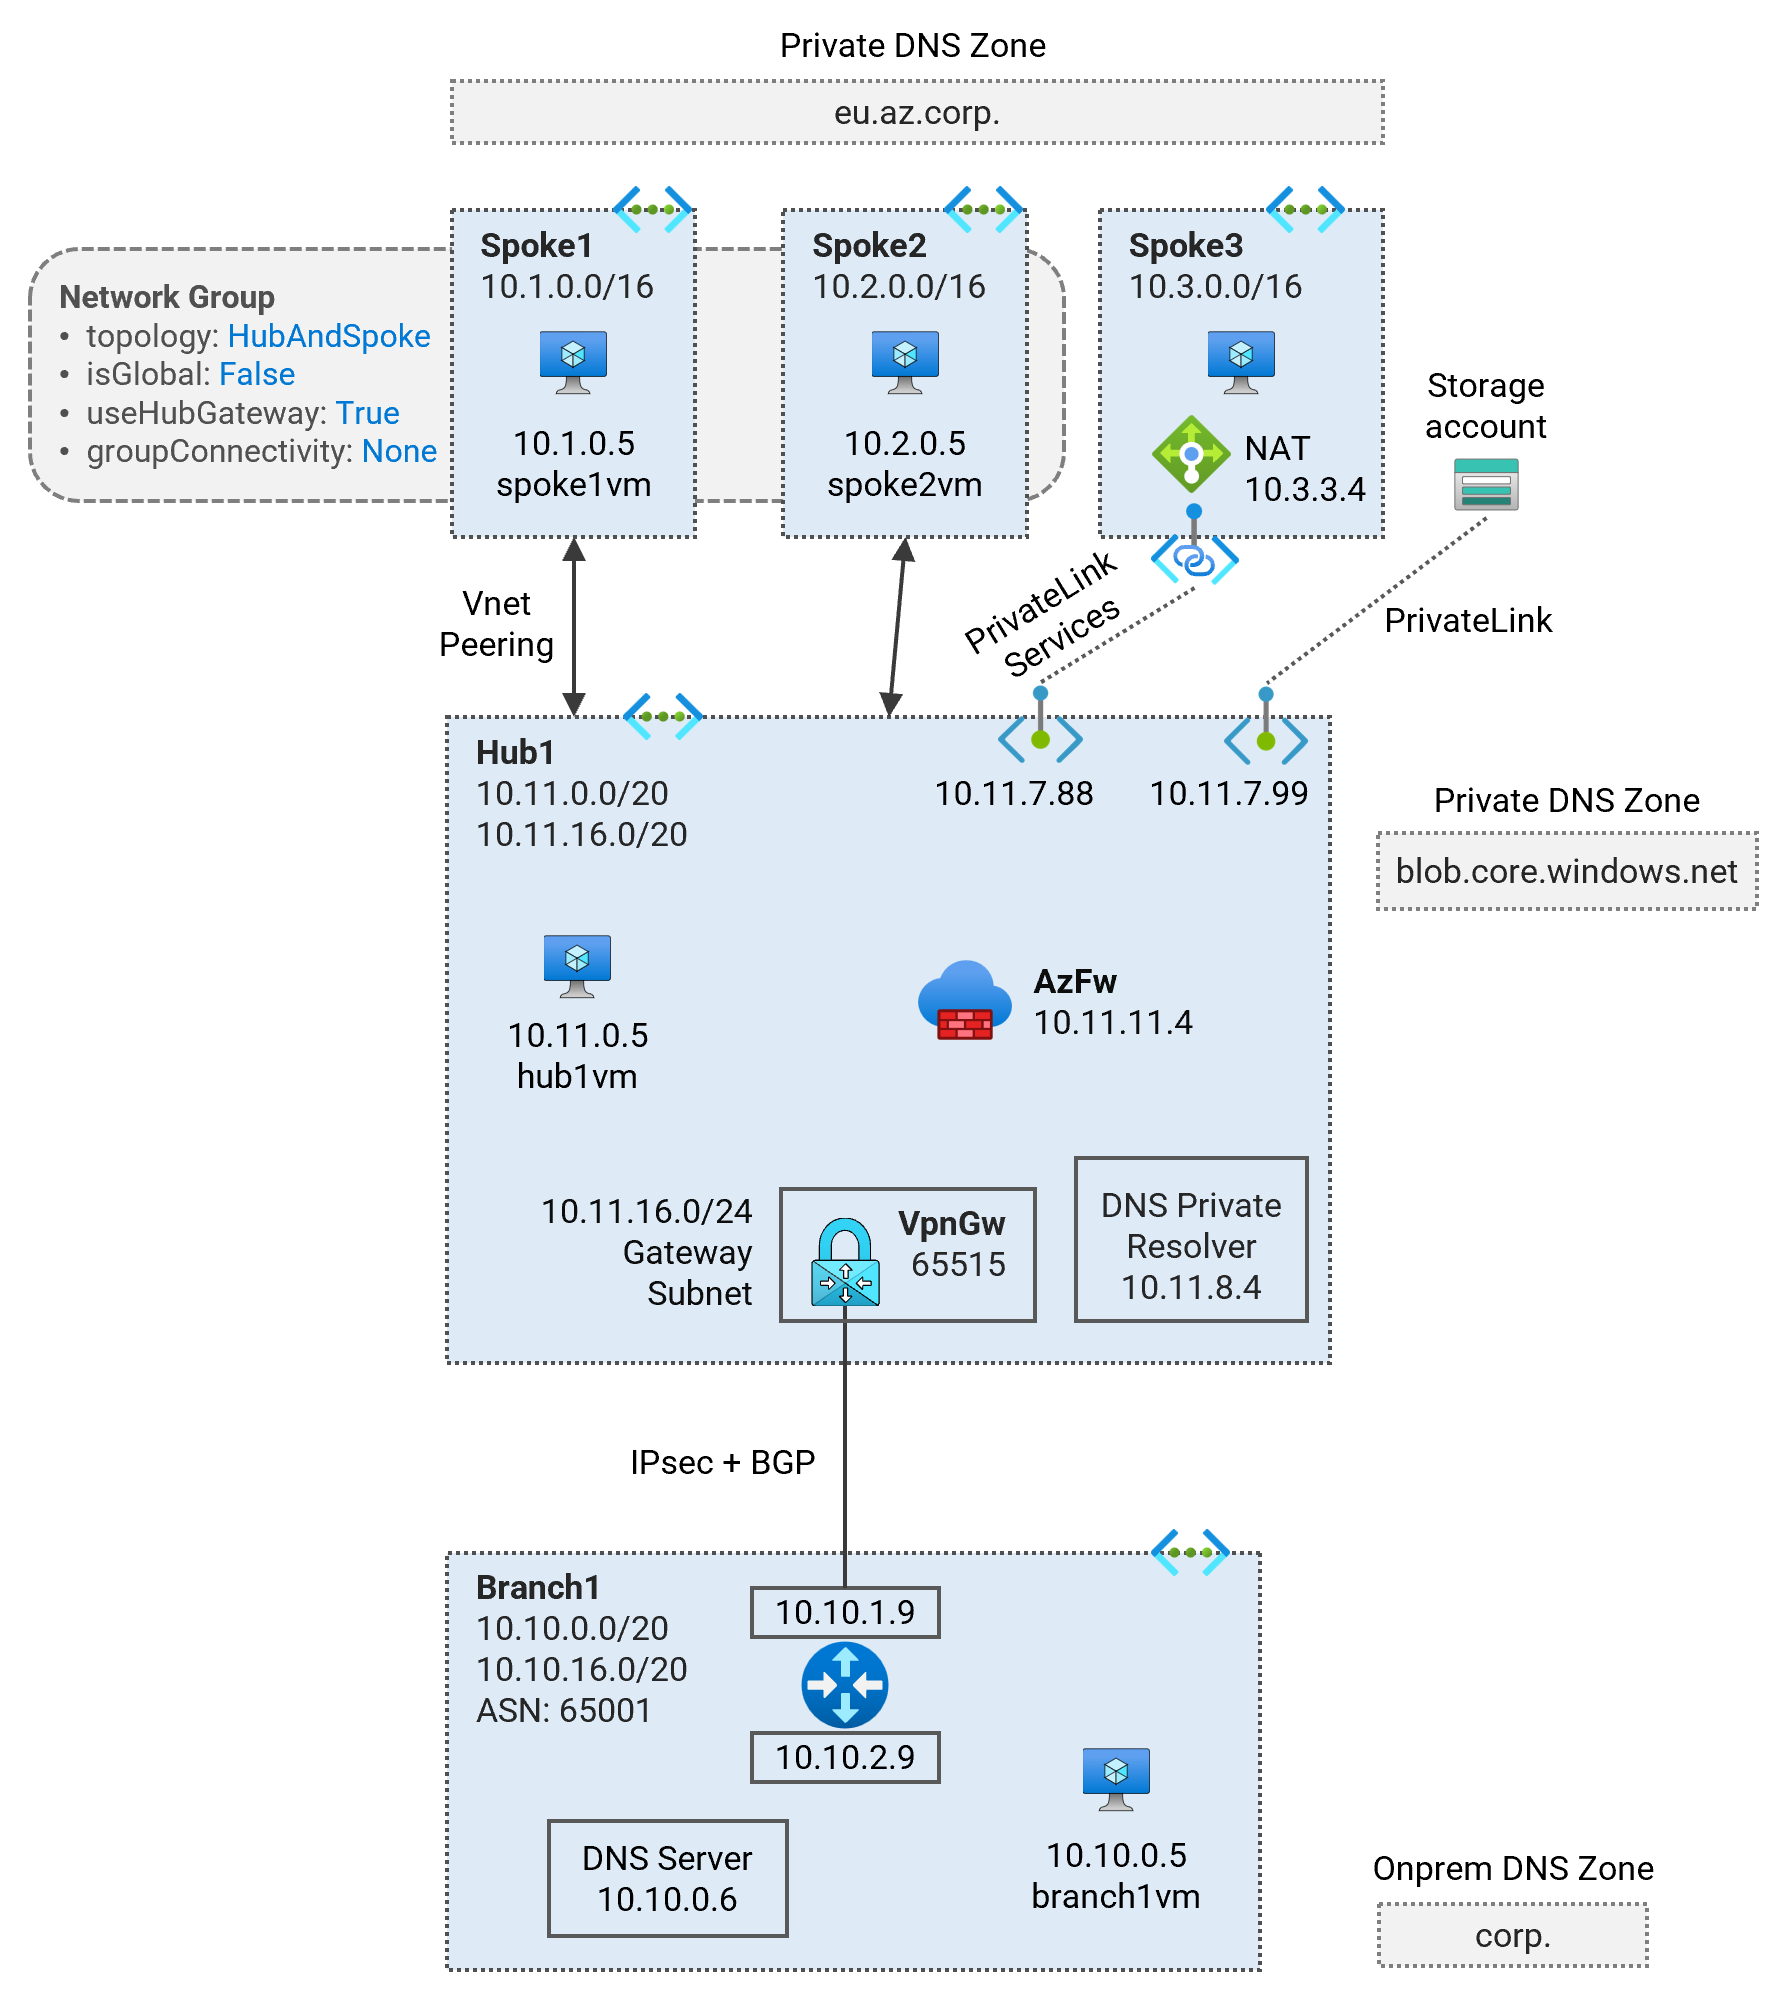 Private DNS Zone
eu.az.corp.
Network Group
• topology: HubAndSpoke
• isGlobal: False
• useHubGateway: True
• groupConnectivity: None
Spoke1
10.1.0.0/16
10.1.0.5
spoke1vm
Spoke2
10.2.0.0/16
10.2.0.5
spoke2vm
Spoke3
10.3.0.0/16
NAT
10.3.3.4
Storage
account
Vnet
Peering
PrivateLink
Services
PrivateLink
Hub1
10.11.0.0/20
10.11.16.0/20
10.11.7.88
10.11.7.99
Private DNS Zone
blob.core.windows.net
10.11.0.5
hub1vm
AzFw
10.11.11.4
10.11.16.0/24
Gateway
Subnet
VpnGw
65515
DNS Private
Resolver
10.11.8.4
IPsec + BGP
Branch1
10.10.0.0/20
10.10.16.0/20
ASN: 65001
10.10.1.9
10.10.2.9
DNS Server
10.10.0.6
10.10.0.5
branch1vm
Onprem DNS Zone
corp.